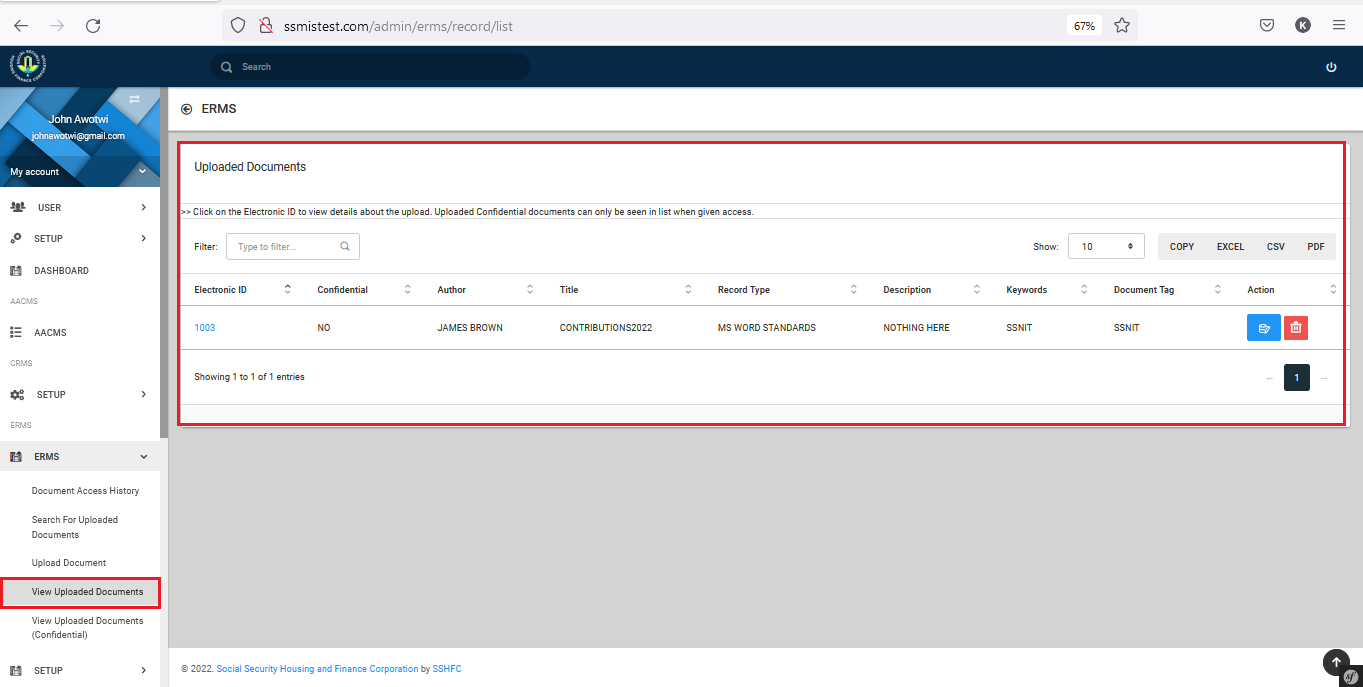 ssmistest.com/admin/erms/record/list
67%
K
Search
John Awotwi
johnawotwi@gmail.com
My account
USER
SETUP
DASHBOARD
AACMS
AACMS
CRMS
SETUP
ERMS
ERMS
Document Access History
Search For Uploaded
Documents
Upload Document
View Uploaded Documents
View Uploaded Documents
(Confidential)
SETUP
ERMS
Uploaded Documents
>> Click on the Electronic ID to view details about the upload. Uploaded Confidential documents can only be seen in list when given access.
Filter: Type to filter... Show: 10 COPY EXCEL CSV PDF
Electronic ID Confidential Author Title Record Type Description Keywords Document Tag Action
1003 NO JAMES BROWN CONTRIBUTIONS2022 MS WORD STANDARDS NOTHING HERE SSNIT SSNIT
Showing 1 to 1 of 1 entries ← 1 →
© 2022. Social Security Housing and Finance Corporation by SSHFC
sf